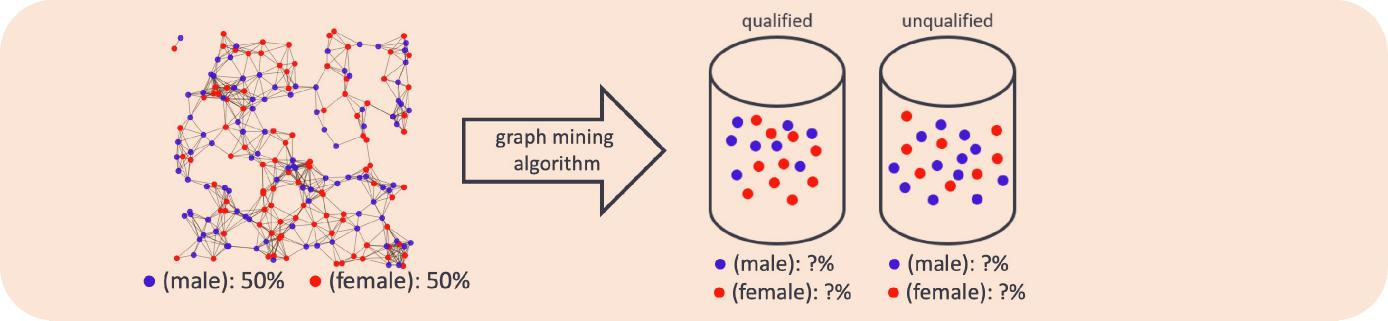 qualified
unqualified
graph mining
algorithm
(male): 50%
(female): 50%
(male): ?%
(female): ?%
(male): ?%
(female): ?%